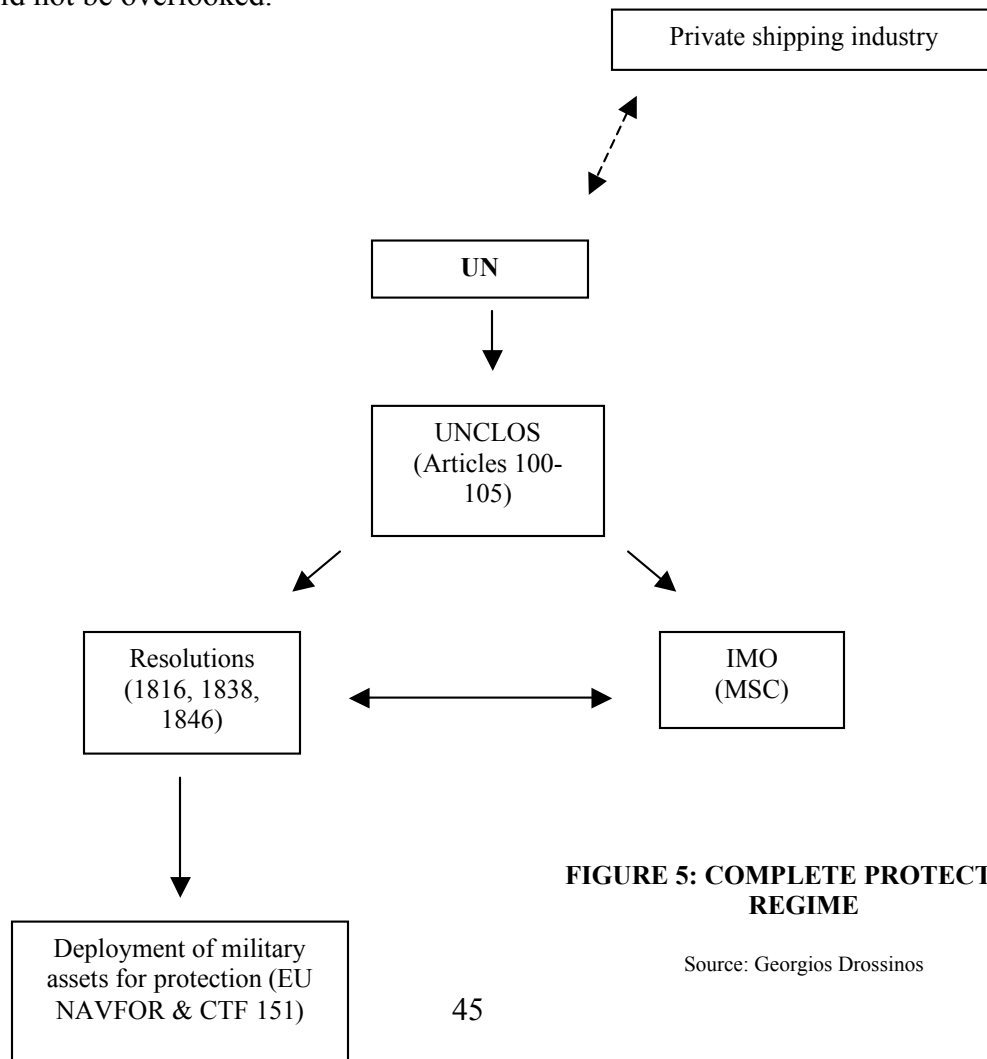 not be overlooked.
Private shipping industry
UN
UNCLOS
(Articles 100-
105)
Resolutions
(1816, 1838,
1846)
IMO
(MSC)
FIGURE 5: COMPLETE PROTECT
REGIME
Source: Georgios Drossinos
Deployment of military
assets for protection (EU
NAVFOR & CTF 151)
45